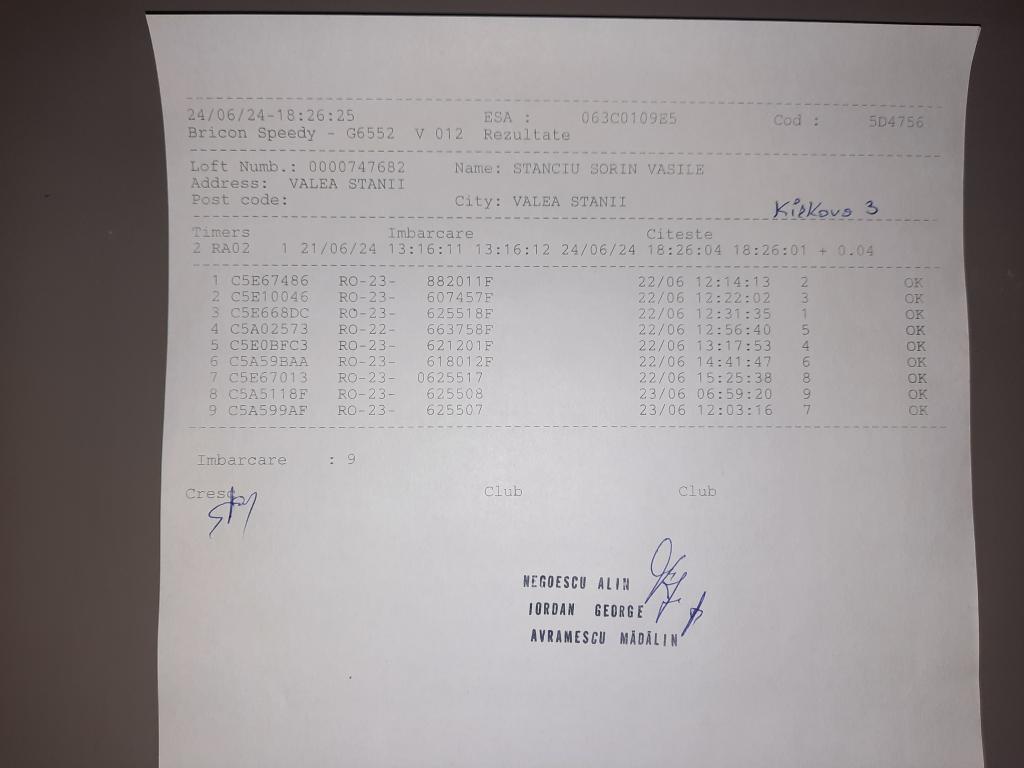 24/06/24-18:26:25 ESA : 063C0109E5 Cod : 5D4756
Bricon Speedy - G6552 V 012 Rezultate
Loft Numb.: 0000747682 Name: STANCIU SORIN VASILE
Address: VALEA STANII
Post code: City: VALEA STANII
Kirkovo 3
Timers Imbarcare Citeste
2 RA02 1 21/06/24 13:16:11 13:16:12 24/06/24 18:26:04 18:26:01 + 0.04
1 C5E67486 RO-23- 882011F 22/06 12:14:13 2 OK
2 C5E10046 RO-23- 607457F 22/06 12:22:02 3 OK
3 C5E668DC RO-23- 625518F 22/06 12:31:35 1 OK
4 C5A02573 RO-22- 663758F 22/06 12:56:40 5 OK
5 C5E0BFC3 RO-23- 621201F 22/06 13:17:53 4 OK
6 C5A59BAA RO-23- 618012F 22/06 14:41:47 6 OK
7 C5E67013 RO-23- 0625517 22/06 15:25:38 8 OK
8 C5A5118F RO-23- 625508 23/06 06:59:20 9 OK
9 C5A599AF RO-23- 625507 23/06 12:03:16 7 OK
Imbarcare : 9
Cresc Club Club
NEGOESCU ALIN
IORDAN GEORGE
AVRAMESCU MĂDĂLIN